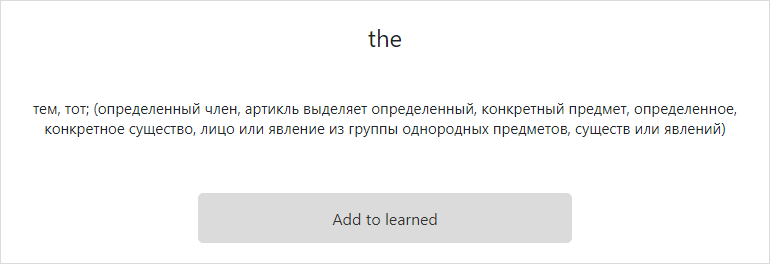 the
тем, тот; (определенный член, артикль выделяет определенный, конкретный предмет, определенное,
конкретное существо, лицо или явление из группы однородных предметов, существ или явлений)
Add to learned